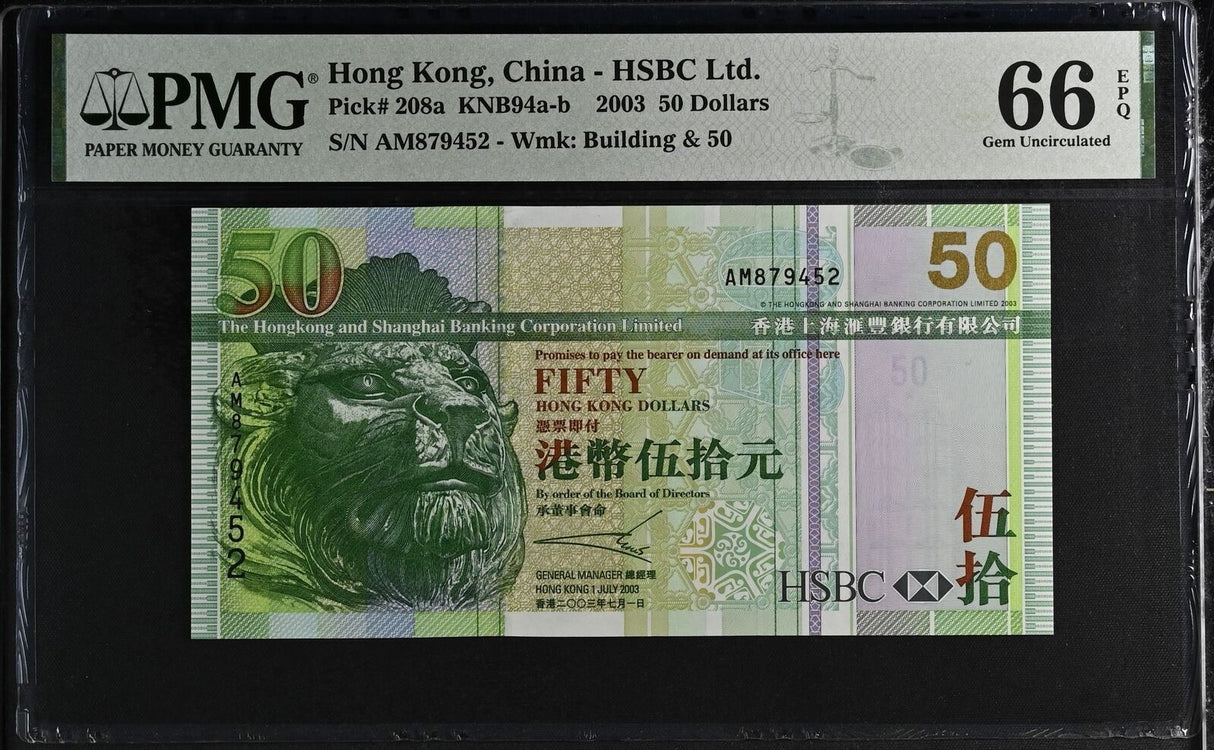 PMG®
PAPER MONEY GUARANTY
Hong Kong, China - HSBC Ltd.
Pick# 208a KNB94a-b 2003 50 Dollars
S/N AM879452 - Wmk: Building & 50
66
EPQ
Gem Uncirculated
50
AM879452
50
© THE HONGKONG AND SHANGHAI BANKING CORPORATION LIMITED 2003
The Hongkong and Shanghai Banking Corporation Limited
香港上海滙豐銀行有限公司
Promises to pay the bearer on demand at its office here
FIFTY
HONG KONG DOLLARS
憑票即付
港幣伍拾元
By order of the Board of Directors
承董事會命
GENERAL MANAGER 總經理
HONG KONG 1 JULY 2003
香港二〇〇三年七月一日
AM879452
50
伍拾
HSBC